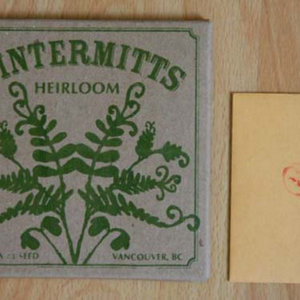 INTERMITTS
HEIRLOOM
VANCOUVER, BC